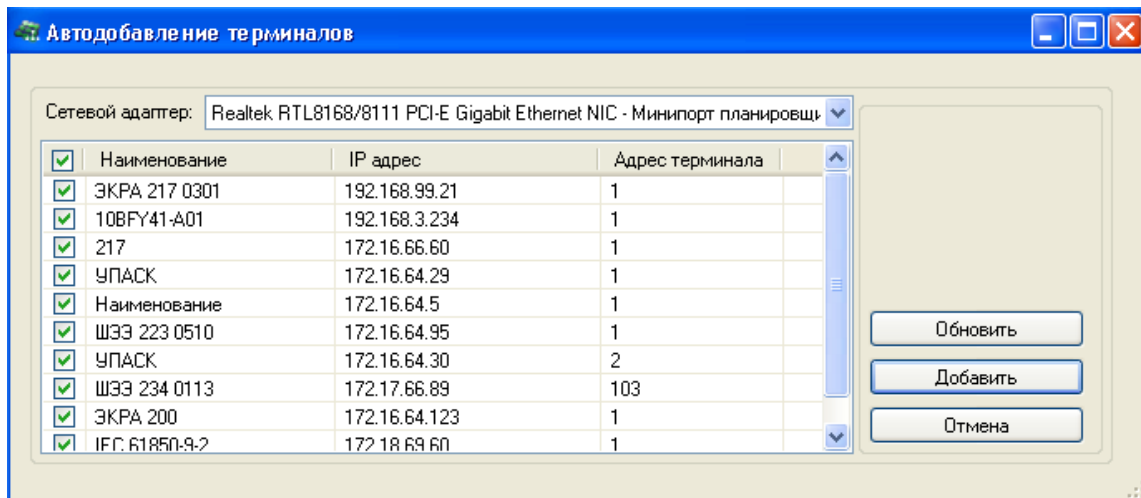 Автодобавление терминалов
Сетевой адаптер: Realtek RTL8168/8111 PCI-E Gigabit Ethernet NIC - Минипорт планировщи
Наименование IP адрес Адрес терминала
ЭКРА 217 0301 192.168.99.21 1
10BFY41-A01 192.168.3.234 1
217 172.16.66.60 1
УПАСК 172.16.64.29 1
Наименование 172.16.64.5 1
ШЭЭ 223 0510 172.16.64.95 1
УПАСК 172.16.64.30 2
ШЭЭ 234 0113 172.17.66.89 103
ЭКРА 200 172.16.64.123 1
IEC 61850-9-2 172.18.69.60 1
Обновить
Добавить
Отмена